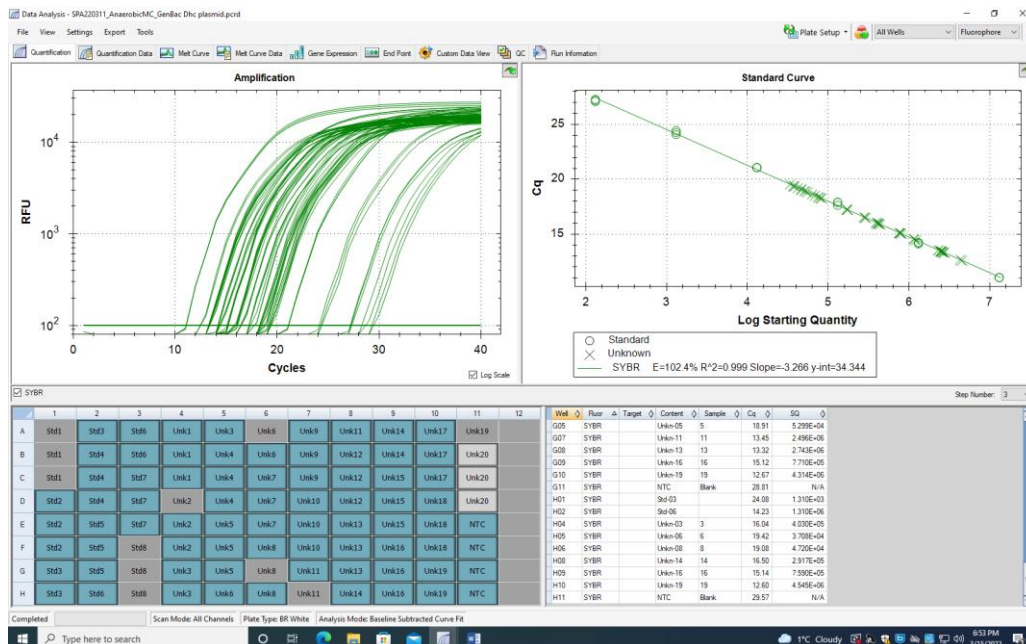 Data Analysis - SPA220311_AnaerobicMC_GenBac Dhc plasmid.pcrd
File View Settings Export Tools
Plate Setup All Wells Fluorophore
Quantification Quantification Data Melt Curve Melt Curve Data Gene Expression End Point Custom Data View QC Run Information
Amplification
10^4
10^3
10^2
RFU
0 10 20 30 40
Cycles
Log Scale
Standard Curve
25
20
15
Cq
2 3 4 5 6 7
Log Starting Quantity
Standard
Unknown
SYBR E=102.4% R^2=0.999 Slope=-3.266 y-int=34.344
SYBR
Step Number: 3
1 2 3 4 5 6 7 8 9 10 11 12
A Std1 Std3 Std6 Unk1 Unk3 Unk6 Unk9 Unk11 Unk14 Unk17 Unk19
B Std1 Std4 Std6 Unk1 Unk4 Unk7 Unk9 Unk12 Unk14 Unk17 Unk20
C Std1 Std4 Std7 Unk1 Unk4 Unk7 Unk9 Unk12 Unk15 Unk17 Unk20
D Std2 Std4 Std7 Unk2 Unk4 Unk7 Unk10 Unk12 Unk15 Unk18 Unk20
E Std2 Std5 Std7 Unk2 Unk5 Unk7 Unk10 Unk13 Unk15 Unk18 NTC
F Std2 Std5 Std8 Unk2 Unk5 Unk8 Unk10 Unk13 Unk16 Unk18 NTC
G Std3 Std5 Std8 Unk3 Unk5 Unk8 Unk11 Unk13 Unk16 Unk19 NTC
H Std3 Std6 Std8 Unk3 Unk6 Unk8 Unk11 Unk14 Unk16 Unk19 NTC
Well Fluor Target Content Sample Cq SQ
G05 SYBR Unkn-05 5 18.91 5.299E+04
G07 SYBR Unkn-11 11 13.45 2.496E+06
G08 SYBR Unkn-13 13 13.32 2.743E+06
G09 SYBR Unkn-16 16 15.12 7.710E+05
G10 SYBR Unkn-19 19 12.67 4.314E+06
G11 SYBR NTC Blank 28.81 N/A
H01 SYBR Std-03 24.08 1.310E+03
H02 SYBR Std-06 14.23 1.310E+06
H04 SYBR Unkn-03 3 16.04 4.030E+05
H05 SYBR Unkn-06 6 19.42 3.708E+04
H06 SYBR Unkn-08 8 19.08 4.720E+04
H08 SYBR Unkn-14 14 16.50 2.917E+05
H09 SYBR Unkn-16 16 15.14 7.590E+05
H10 SYBR Unkn-19 19 12.60 4.545E+06
H11 SYBR NTC Blank 29.57 N/A
Completed Scan Mode: All Channels Plate Type: BR White Analysis Mode: Baseline Subtracted Curve Fit
Type here to search
1°C Cloudy
6:53 PM